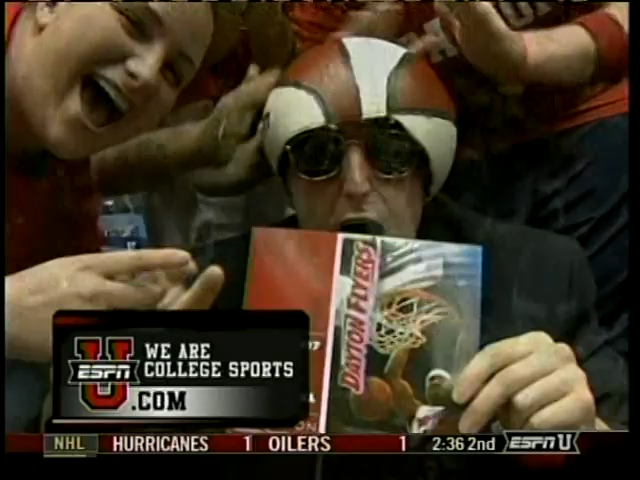 DAYTON FLYERS
U
ESPN
WE ARE
COLLEGE SPORTS
.COM
NHL HURRICANES 1 OILERS 1 2:36 2nd ESPN U